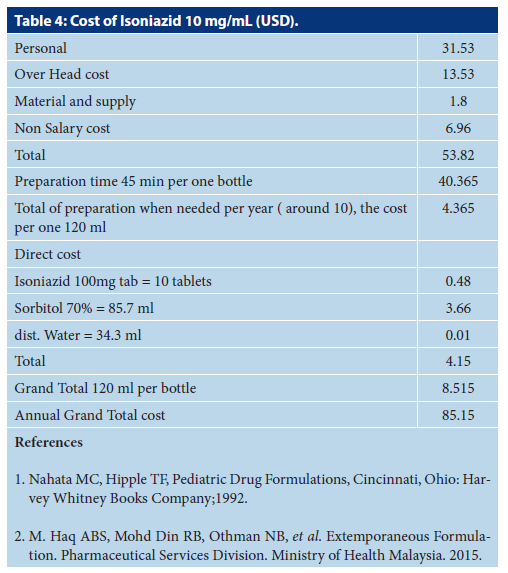 Table 4: Cost of Isoniazid 10 mg/mL (USD).
Personal 31.53
Over Head cost 13.53
Material and supply 1.8
Non Salary cost 6.96
Total 53.82
Preparation time 45 min per one bottle 40.365
Total of preparation when needed per year ( around 10), the cost 4.365
per one 120 ml
Direct cost
Isoniazid 100mg tab = 10 tablets 0.48
Sorbitol 70% = 85.7 ml 3.66
dist. Water = 34.3 ml 0.01
Total 4.15
Grand Total 120 ml per bottle 8.515
Annual Grand Total cost 85.15
References
1. Nahata MC, Hipple TF, Pediatric Drug Formulations, Cincinnati, Ohio: Har-
vey Whitney Books Company;1992.
2. M. Haq ABS, Mohd Din RB, Othman NB, et al. Extemporaneous Formula-
tion. Pharmaceutical Services Division. Ministry of Health Malaysia. 2015.